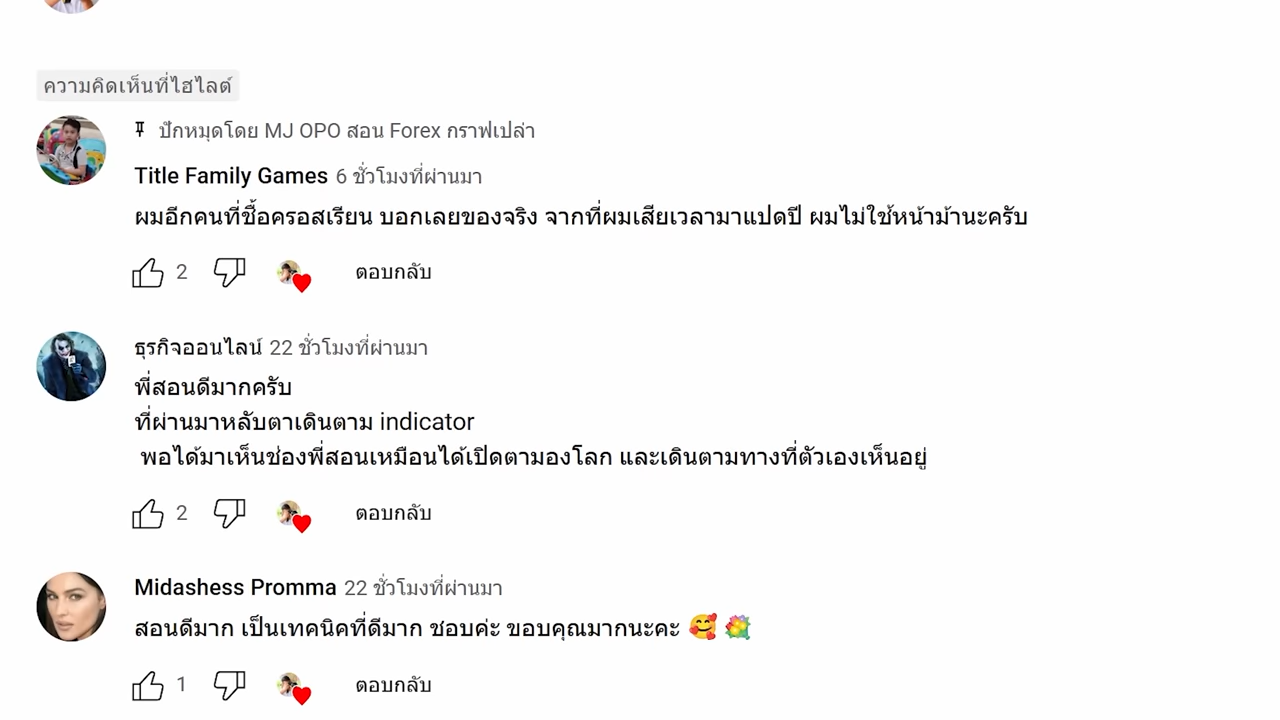 ความคิดเห็นที่ไฮไลต์
ปักหมุดโดย MJ OPO สอน Forex กราฟเปล่า
Title Family Games 6 ชั่วโมงที่ผ่านมา
ผมอีกคนที่ซื้อครอสเรียน บอกเลยของจริง จากที่ผมเสียเวลามาแปดปี ผมไม่ใช้หน้าม้านะครับ
2 ตอบกลับ
ธุรกิจออนไลน์ 22 ชั่วโมงที่ผ่านมา
พี่สอนดีมากครับ
ที่ผ่านมาหลับตาเดินตาม indicator
พอได้มาเห็นช่องพี่สอนเหมือนได้เปิดตามองโลก และเดินตามทางที่ตัวเองเห็นอยู่
2 ตอบกลับ
Midashess Promma 22 ชั่วโมงที่ผ่านมา
สอนดีมาก เป็นเทคนิคที่ดีมาก ชอบค่ะ ขอบคุณมากนะคะ 🥰 💐
1 ตอบกลับ